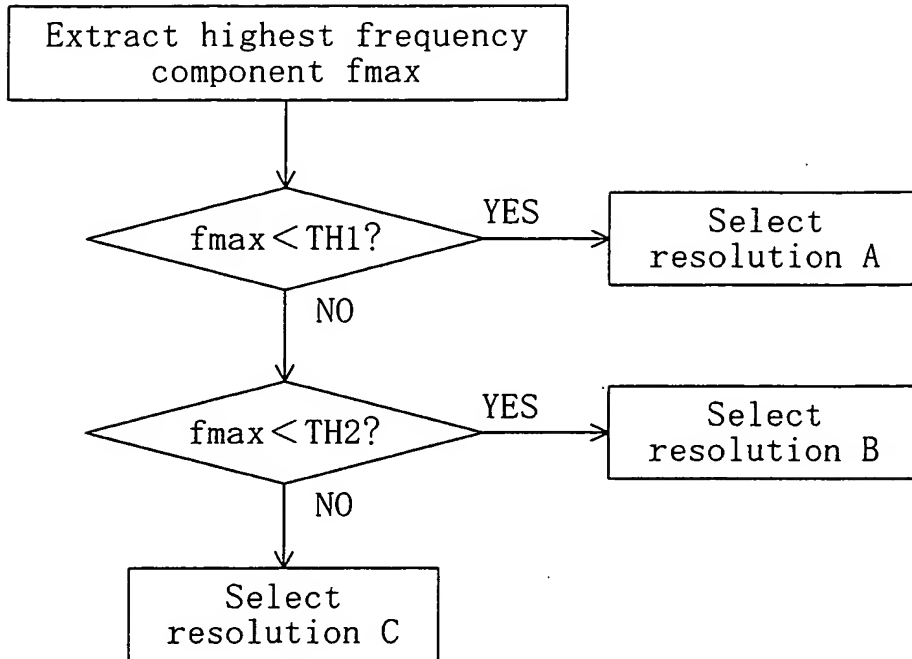 Extract highest frequency
component fmax
fmax<TH1?
YES
Select
resolution A
NO
fmax<TH2?
YES
Select
resolution B
NO
Select
resolution C